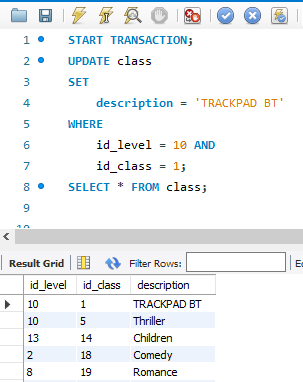 1 START TRANSACTION;
2 UPDATE class
3 SET
4 description = 'TRACKPAD BT'
5 WHERE
6 id_level = 10 AND
7 id_class = 1;
8 SELECT * FROM class;
9
Result Grid Filter Rows:
id_level id_class description
10 1 TRACKPAD BT
10 5 Thriller
13 14 Children
2 18 Comedy
8 19 Romance